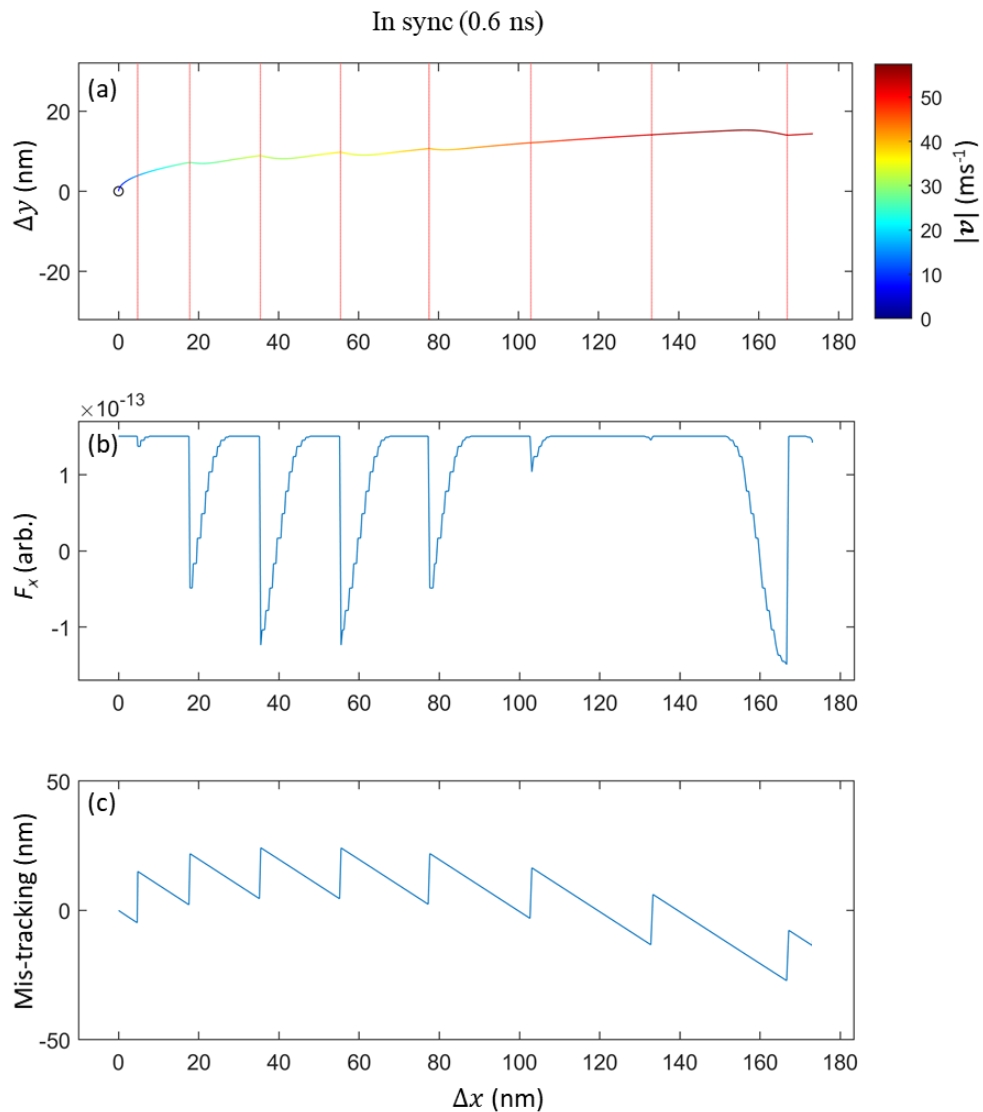 In sync (0.6 ns)
(a)
20
0
-20
Δy (nm)
0 20 40 60 80 100 120 140 160 180
50
40
30
20
10
0
|v| (ms⁻¹)
×10⁻¹³
(b)
1
0
-1
Fₓ (arb.)
0 20 40 60 80 100 120 140 160 180
50
(c)
0
-50
Mis-tracking (nm)
0 20 40 60 80 100 120 140 160 180
Δx (nm)